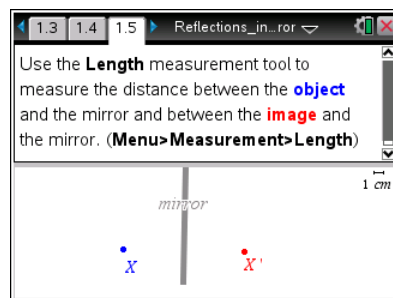 1.3 1.4 1.5 Reflections_in...ror
Use the Length measurement tool to
measure the distance between the object
and the mirror and between the image and
the mirror. (Menu>Measurement>Length)
1 cm
mirror
X X'